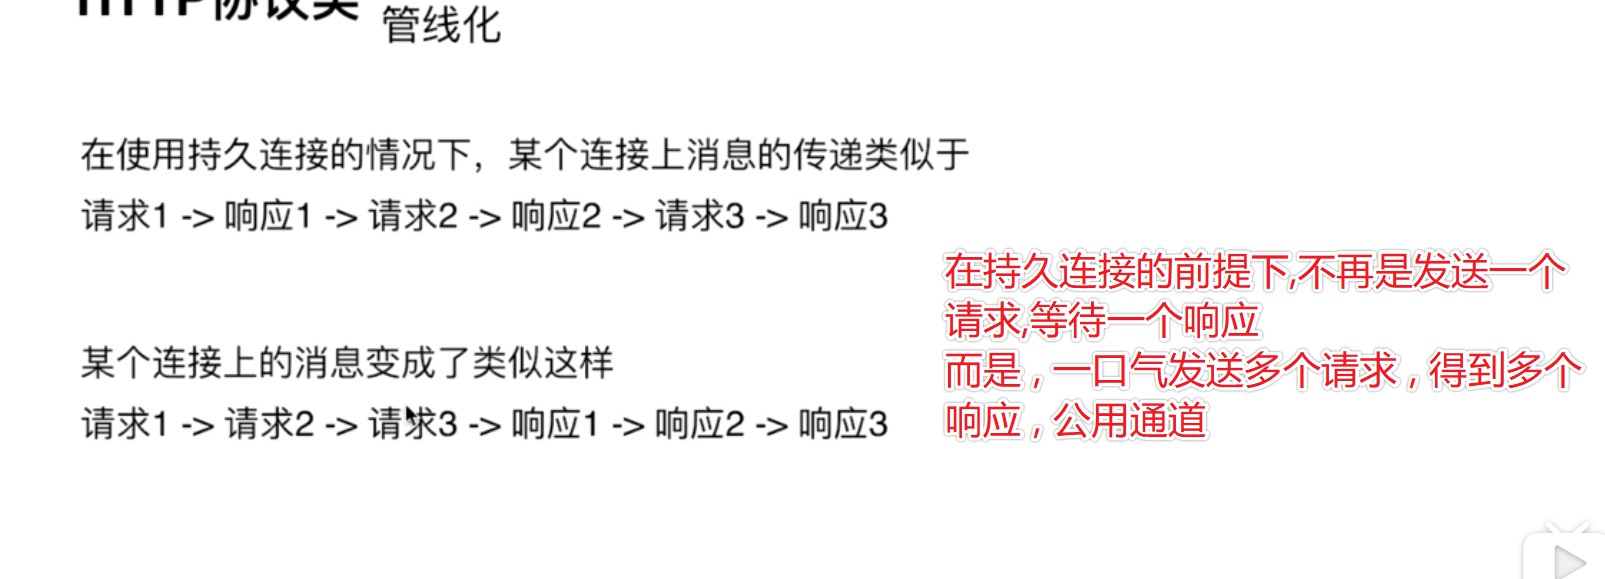 HTTP协议类
管线化
在使用持久连接的情况下，某个连接上消息的传递类似于
请求1 -> 响应1 -> 请求2 -> 响应2 -> 请求3 -> 响应3
在持久连接的前提下,不再是发送一个
请求,等待一个响应
而是，一口气发送多个请求，得到多个
响应，公用通道
某个连接上的消息变成了类似这样
请求1 -> 请求2 -> 请求3 -> 响应1 -> 响应2 -> 响应3